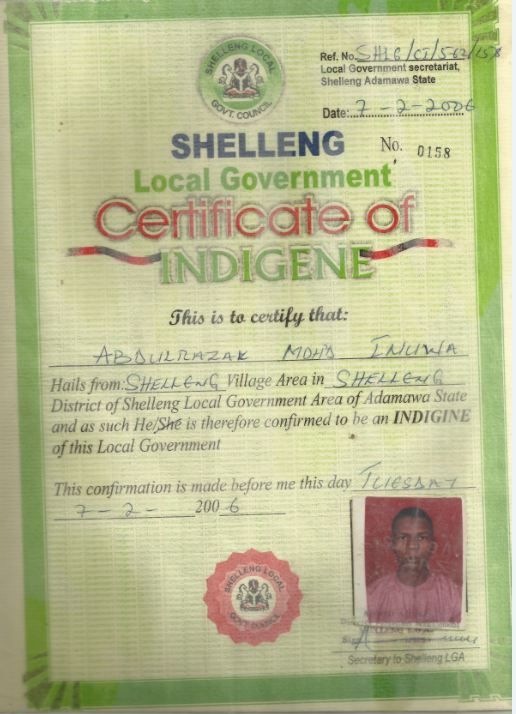 SHELLENG LOCAL
GOVT. COUNCIL
Ref. No. SHLG/CI/562/158
Local Government secretariat,
Shelleng Adamawa State
Date: 7-2-2006
SHELLENG
No. 0158
Local Government
Certificate of
INDIGENE
This is to certify that:
ABDULRAZAK MOHD INUWA
Hails from: SHELLENG Village Area in SHELLENG
District of Shelleng Local Government Area of Adamawa State
and as such He/She is therefore confirmed to be an INDIGINE
of this Local Government
This confirmation is made before me this day TUESDAY
7-2- 2006
SHELLENG LOCAL
GOVT. COUNCIL
Secretary to Shelleng LGA